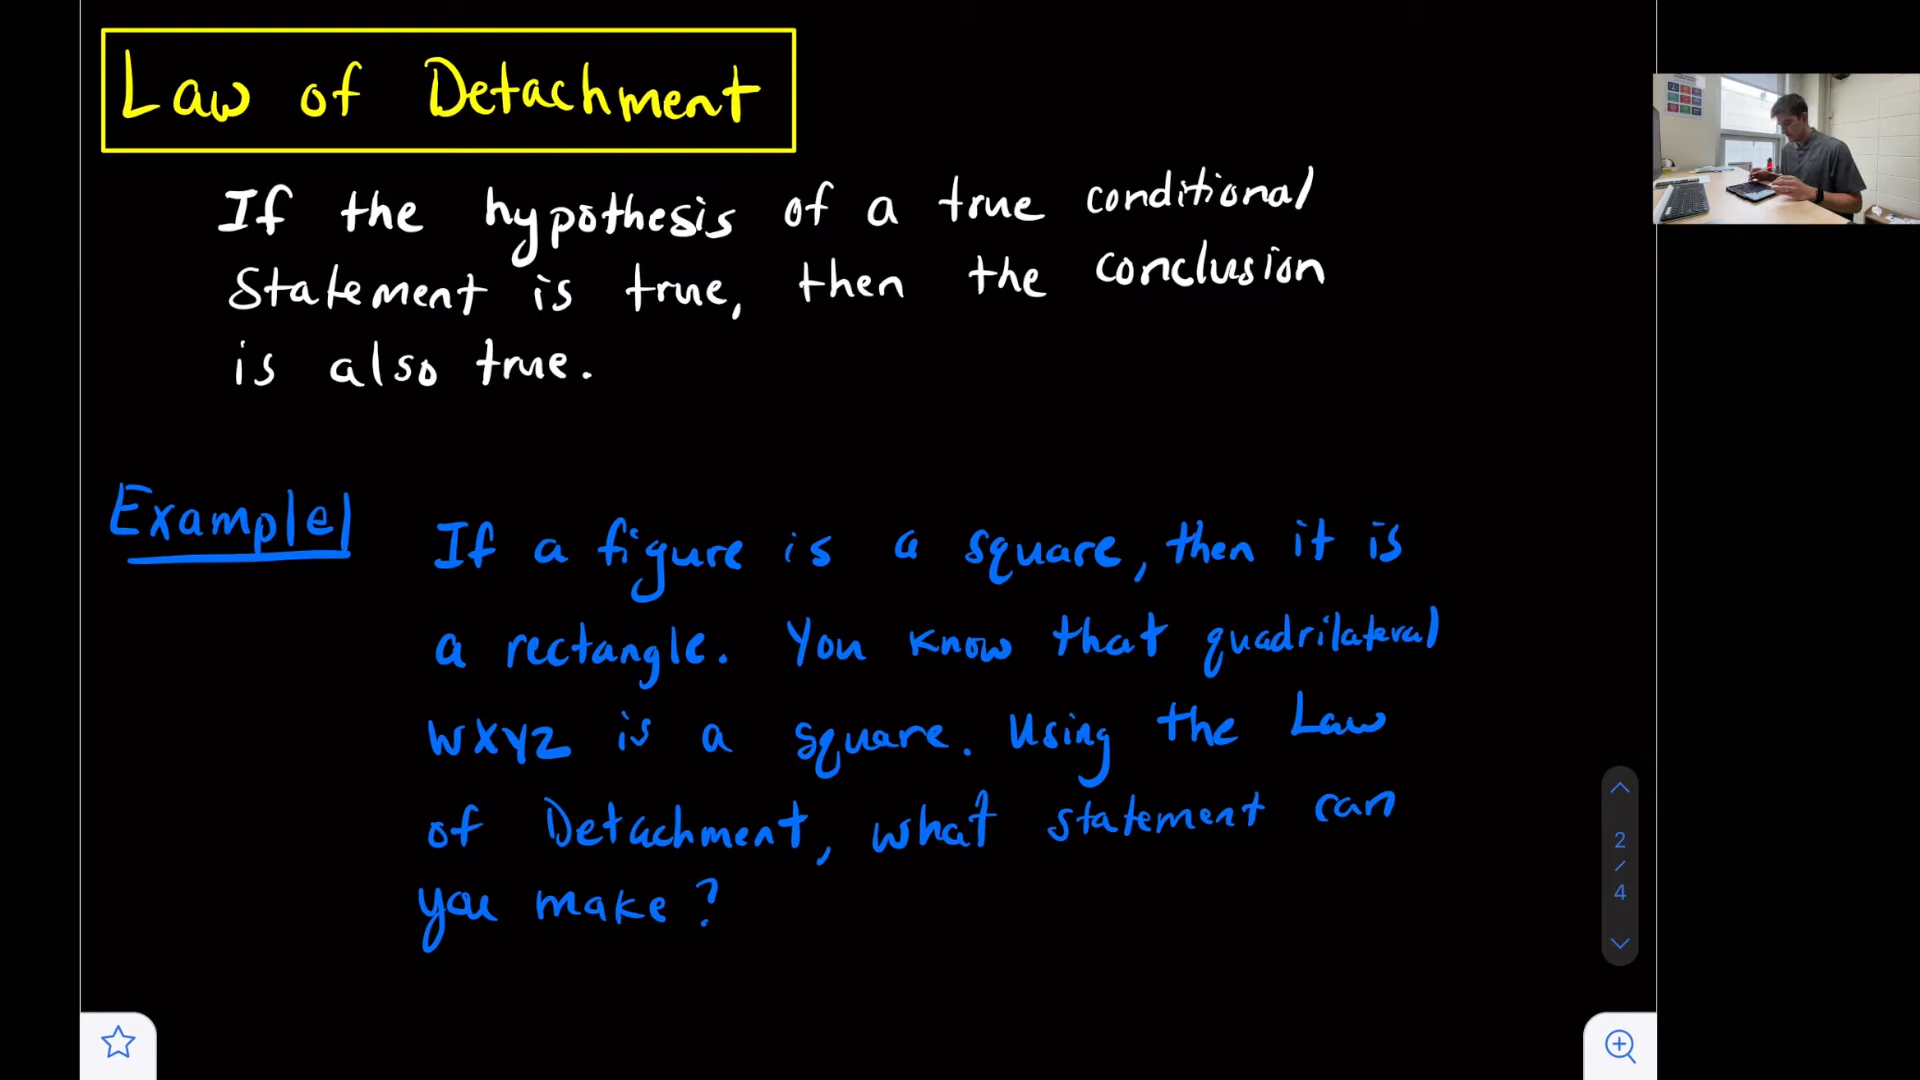 Law of Detachment
If the hypothesis of a true conditional
Statement is true, then the conclusion
is also true.
Example
If a figure is a square, then it is
a rectangle. You know that quadrilateral
WXYZ is a square. Using the Law
of Detachment, what statement can
you make?
2
/
4